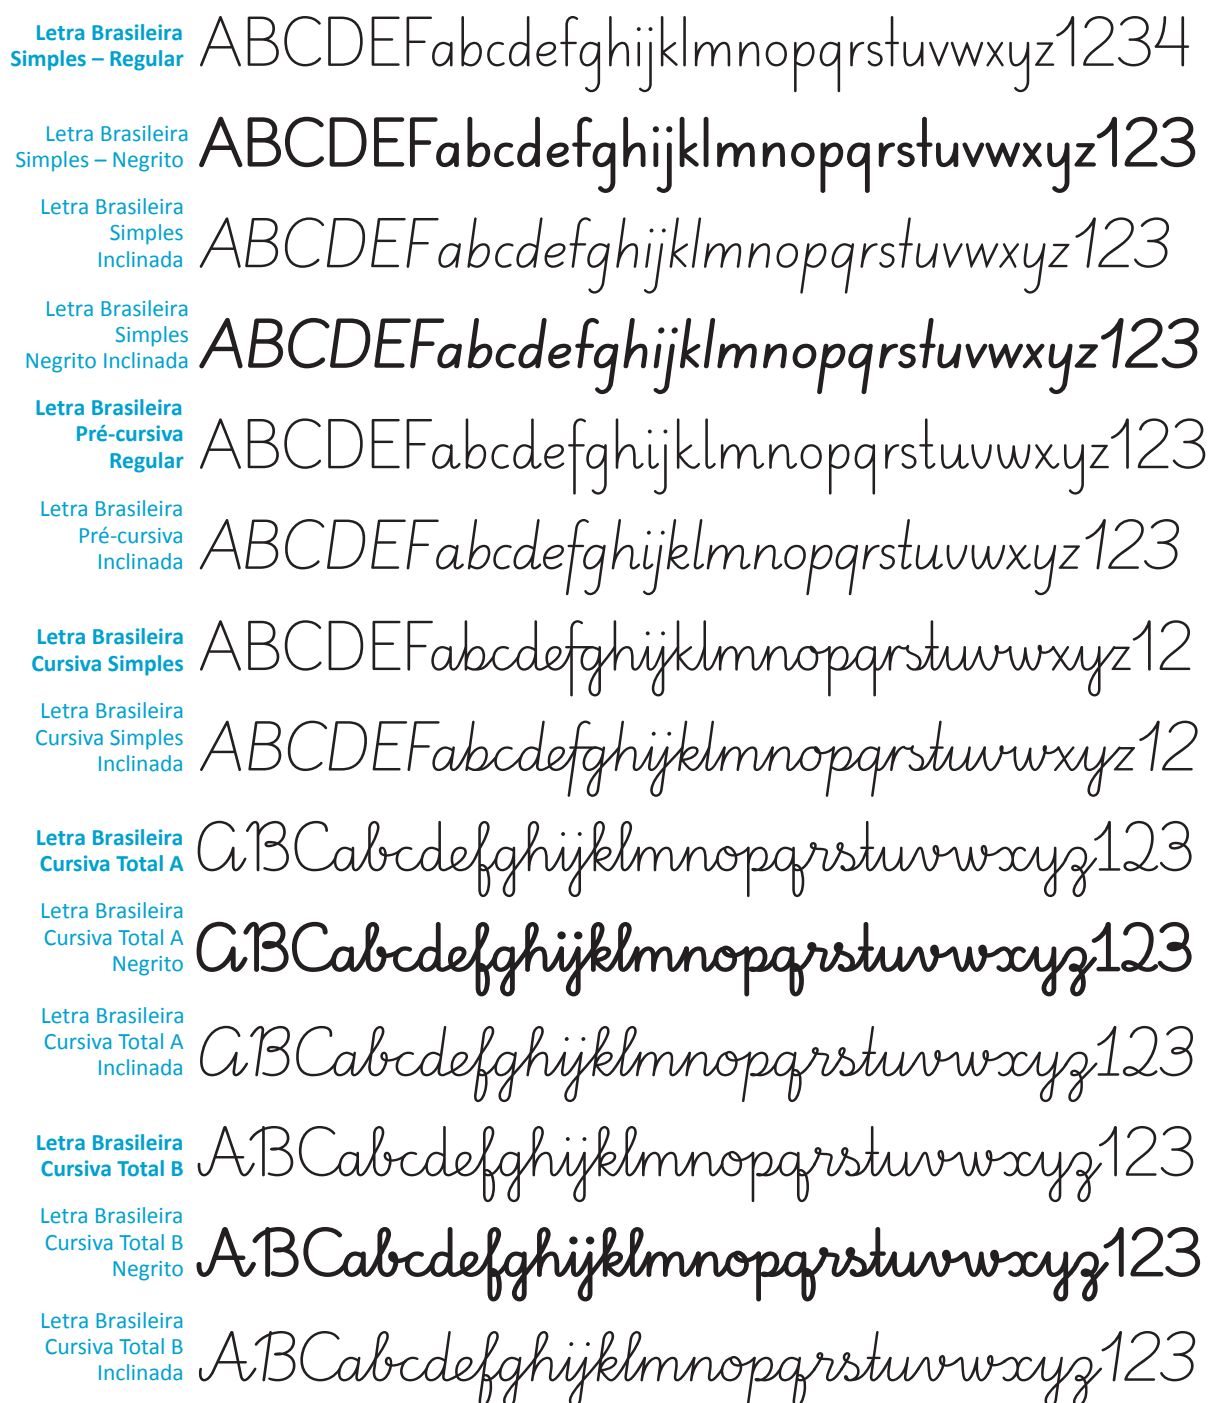 Letra Brasileira
Simples – Regular
ABCDEFabcdefghijklmnopqrstuvwxyz1234
Letra Brasileira
Simples – Negrito
ABCDEFabcdefghijklmnopqrstuvwxyz123
Letra Brasileira
Simples
Inclinada
ABCDEFabcdefghijklmnopqrstuvwxyz123
Letra Brasileira
Simples
Negrito Inclinada
ABCDEFabcdefghijklmnopqrstuvwxyz123
Letra Brasileira
Pré-cursiva
Regular
ABCDEFabcdefghijklmnopqrstuvwxyz123
Letra Brasileira
Pré-cursiva
Inclinada
ABCDEFabcdefghijklmnopqrstuvwxyz123
Letra Brasileira
Cursiva Simples
ABCDEFabcdefghijklmnopqrstuvwxyz12
Letra Brasileira
Cursiva Simples
Inclinada
ABCDEFabcdefghijklmnopqrstuvwxyz12
Letra Brasileira
Cursiva Total A
ABCabcdefghijklmnopqrstuvwxyz123
Letra Brasileira
Cursiva Total A
Negrito
ABCabcdefghijklmnopqrstuvwxyz123
Letra Brasileira
Cursiva Total A
Inclinada
ABCabcdefghijklmnopqrstuvwxyz123
Letra Brasileira
Cursiva Total B
ABCabcdefghijklmnopqrstuvwxyz123
Letra Brasileira
Cursiva Total B
Negrito
ABCabcdefghijklmnopqrstuvwxyz123
Letra Brasileira
Cursiva Total B
Inclinada
ABCabcdefghijklmnopqrstuvwxyz123